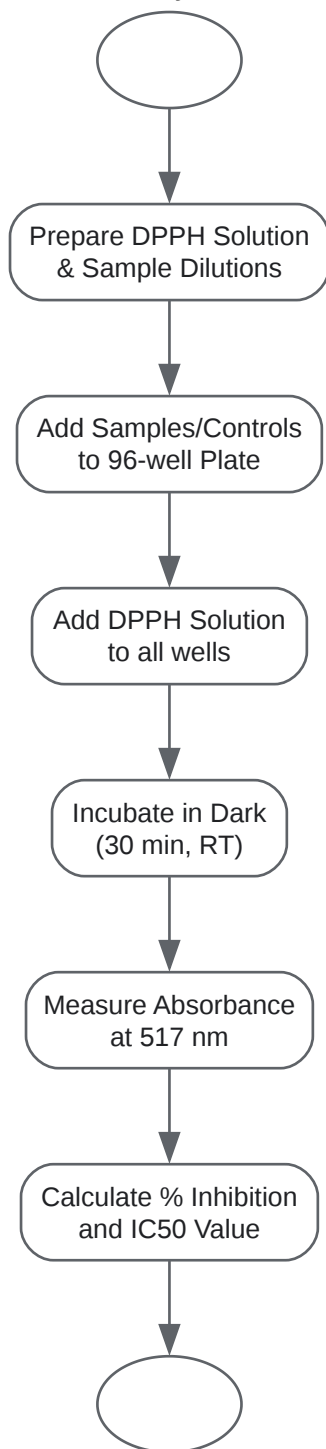 Prepare DPPH Solution
& Sample Dilutions
Add Samples/Controls
to 96-well Plate
Add DPPH Solution
to all wells
Incubate in Dark
(30 min, RT)
Measure Absorbance
at 517 nm
Calculate % Inhibition
and IC50 Value